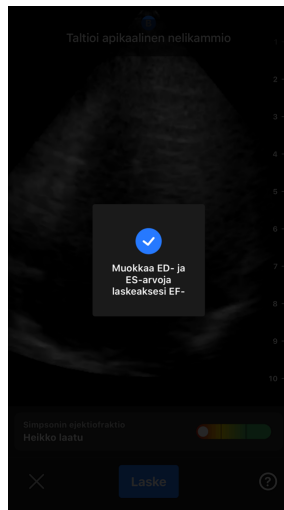 Taltioi apikaalinen nelikammio
2
3
4
5
6
7
8
9
10
Muokkaa ED- ja
ES-arvoja
laskeaksesi EF-
Simpsonin ejektiofraktio
Heikko laatu
Laske
?